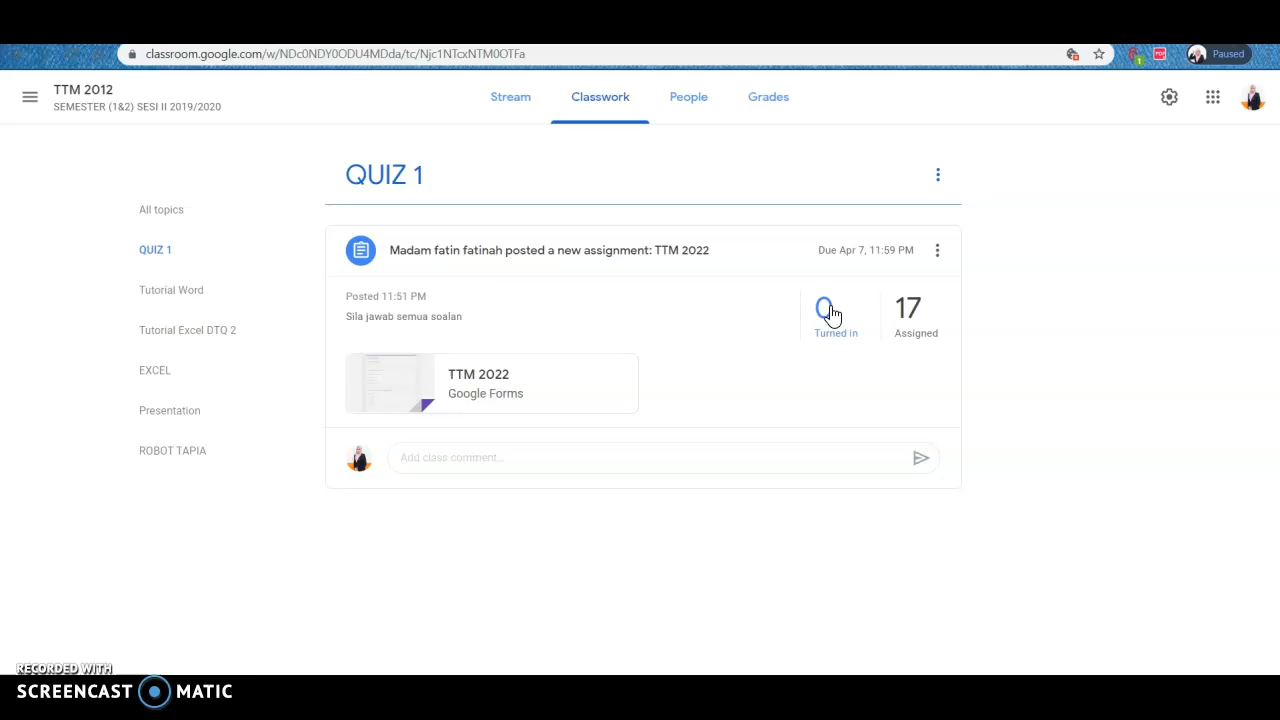 classroom.google.com/w/NDc0NDY0ODU4MDda/tc/Njc1NTcxNTM0OTFa
Paused
TTM 2012
SEMESTER (1&2) SESI II 2019/2020
Stream
Classwork
People
Grades
QUIZ 1
All topics
QUIZ 1
Tutorial Word
Tutorial Excel DTQ 2
EXCEL
Presentation
ROBOT TAPIA
Madam fatin fatinah posted a new assignment: TTM 2022
Due Apr 7, 11:59 PM
Posted 11:51 PM
Sila jawab semua soalan
0
Turned in
17
Assigned
TTM 2022
Google Forms
Add class comment...
RECORDED WITH
SCREENCAST MATIC